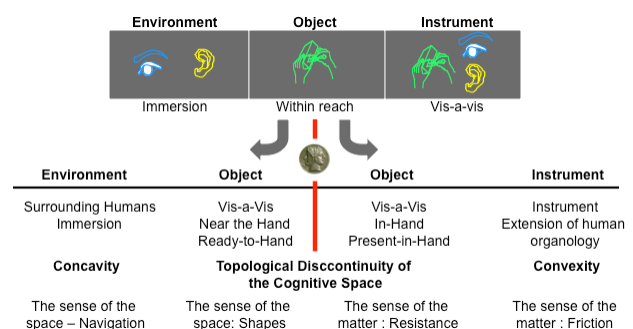 Environment Object Instrument
Immersion Within reach Vis-a-vis
Environment Object Object Instrument
Surrounding Humans Vis-a-Vis Vis-a-Vis Instrument
Immersion Near the Hand In-Hand Extension of human
Ready-to-Hand Present-in-Hand organology
Concavity Topological Disccontinuity of Convexity
the Cognitive Space
The sense of the The sense of the The sense of the The sense of the
space – Navigation space: Shapes matter : Resistance matter : Friction